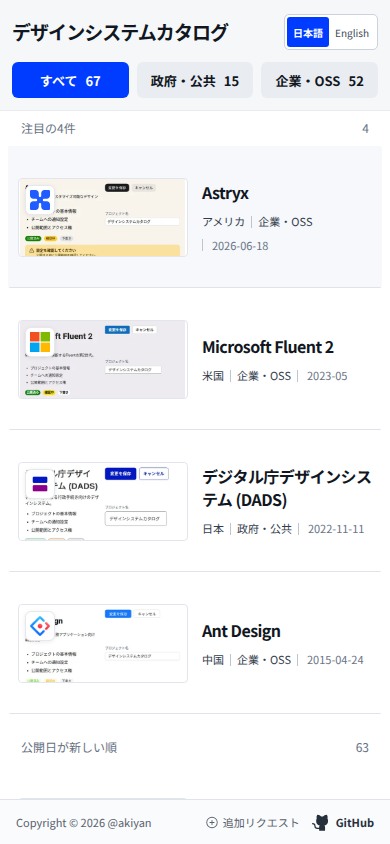 デザインシステムカタログ
日本語 English
すべて 67 政府・公共 15 企業・OSS 52
注目の4件 4
Astryx
アメリカ 企業・OSS
2026-06-18
Microsoft Fluent 2
米国 企業・OSS 2023-05
デジタル庁デザインシス
テム (DADS)
日本 政府・公共 2022-11-11
Ant Design
中国 企業・OSS 2015-04-24
公開日が新しい順 63
Copyright © 2026 @akiyan 追加リクエスト GitHub